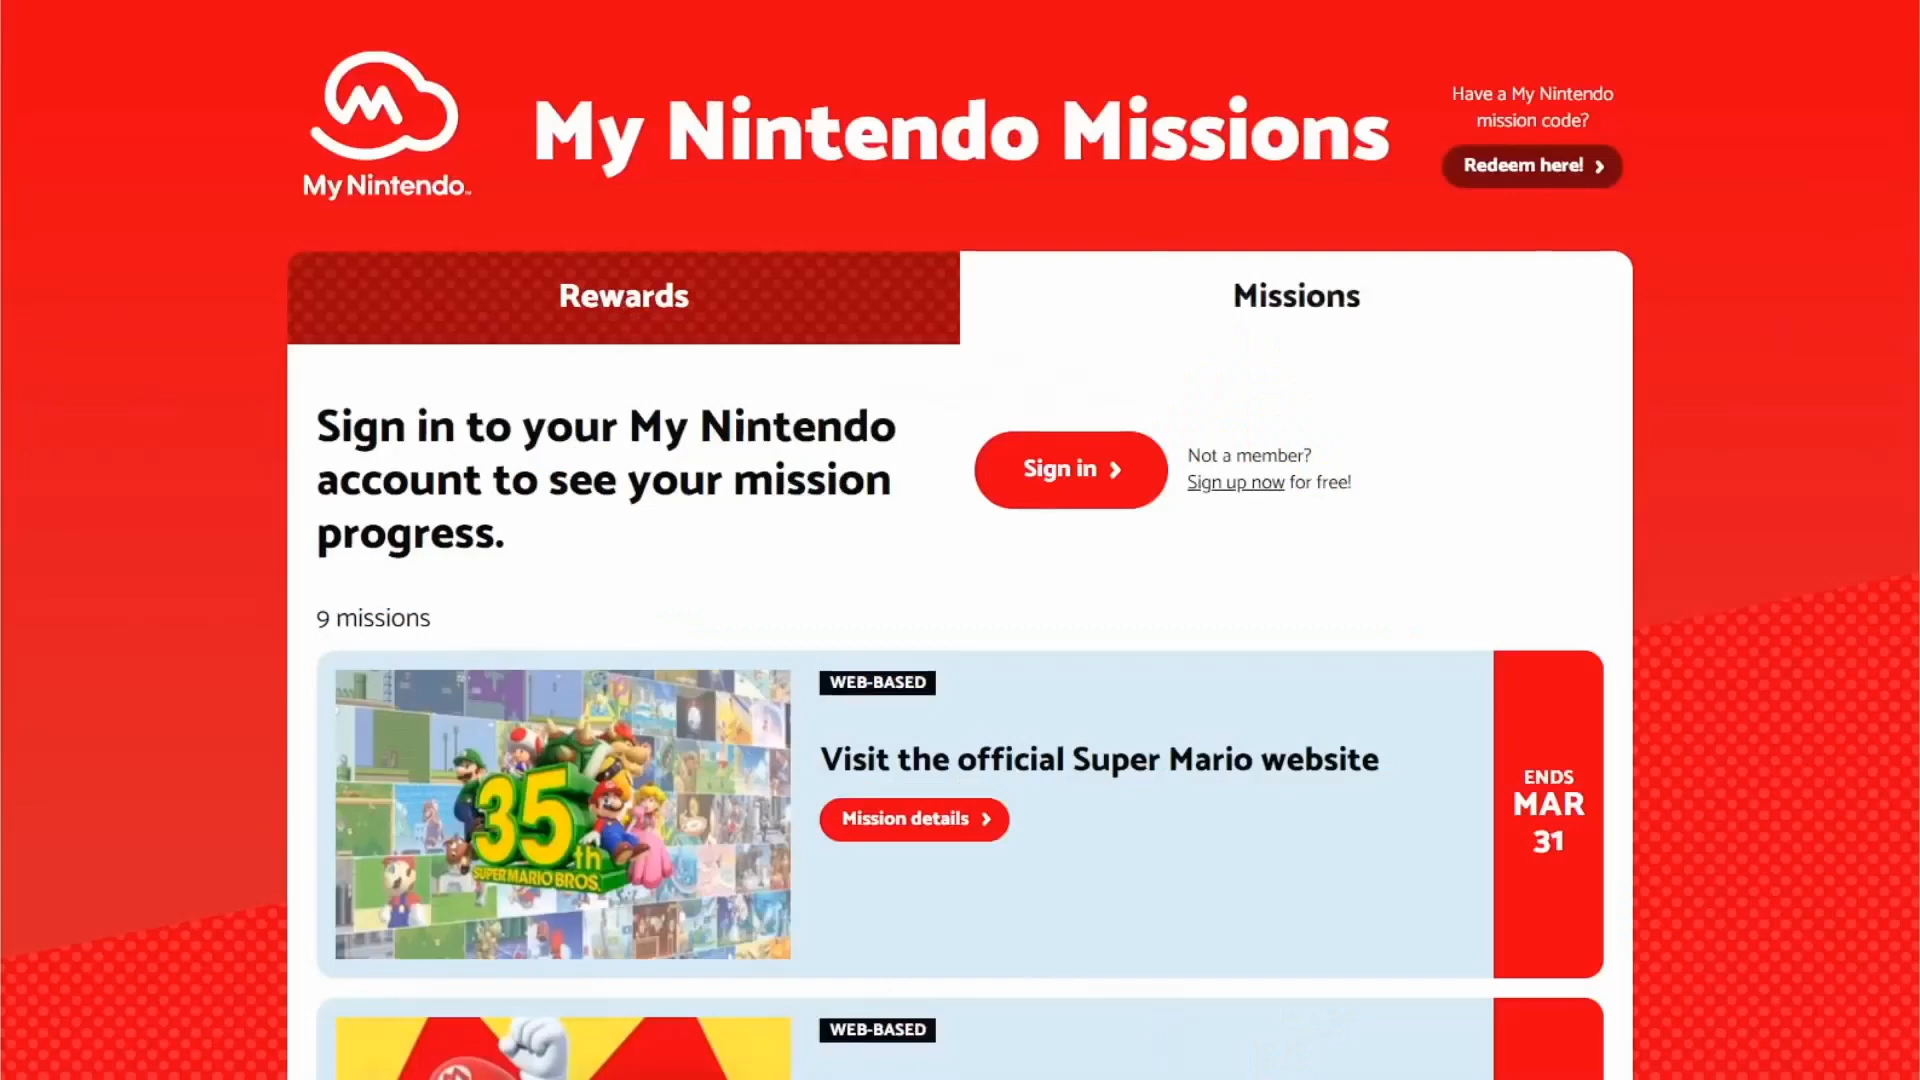 My Nintendo™
My Nintendo Missions
Have a My Nintendo
mission code?
Redeem here!
Rewards
Missions
Sign in to your My Nintendo
account to see your mission
progress.
Sign in
Not a member?
Sign up now for free!
9 missions
35th
SUPER MARIO BROS.
WEB-BASED
Visit the official Super Mario website
Mission details
ENDS
MAR
31
WEB-BASED